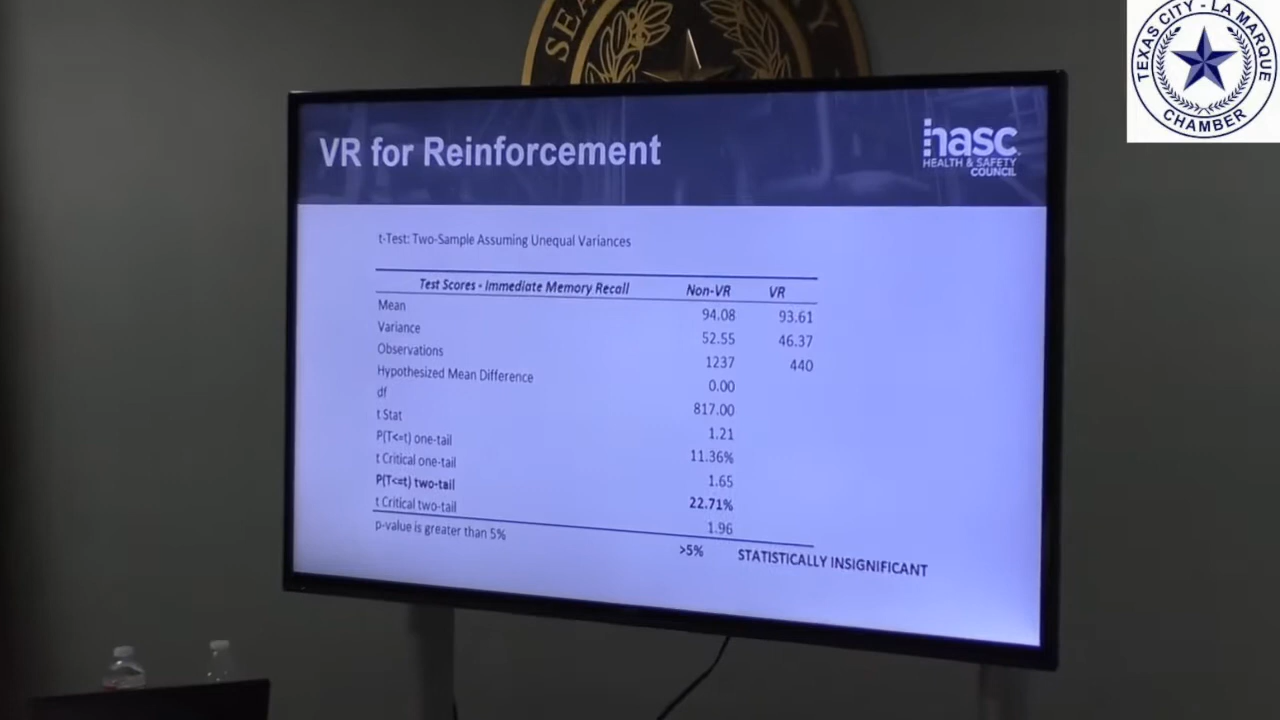 SEA
TY
TEXAS CITY - LA MARQUE
CHAMBER
VR for Reinforcement
hasc
HEALTH & SAFETY
COUNCIL
t-Test: Two-Sample Assuming Unequal Variances
Test Scores - Immediate Memory Recall Non-VR VR
Mean 94.08 93.61
Variance 52.55 46.37
Observations 1237 440
Hypothesized Mean Difference 0.00
df 817.00
t Stat 1.21
P(T<=t) one-tail 11.36%
t Critical one-tail 1.65
P(T<=t) two-tail 22.71%
t Critical two-tail 1.96
p-value is greater than 5% >5% STATISTICALLY INSIGNIFICANT